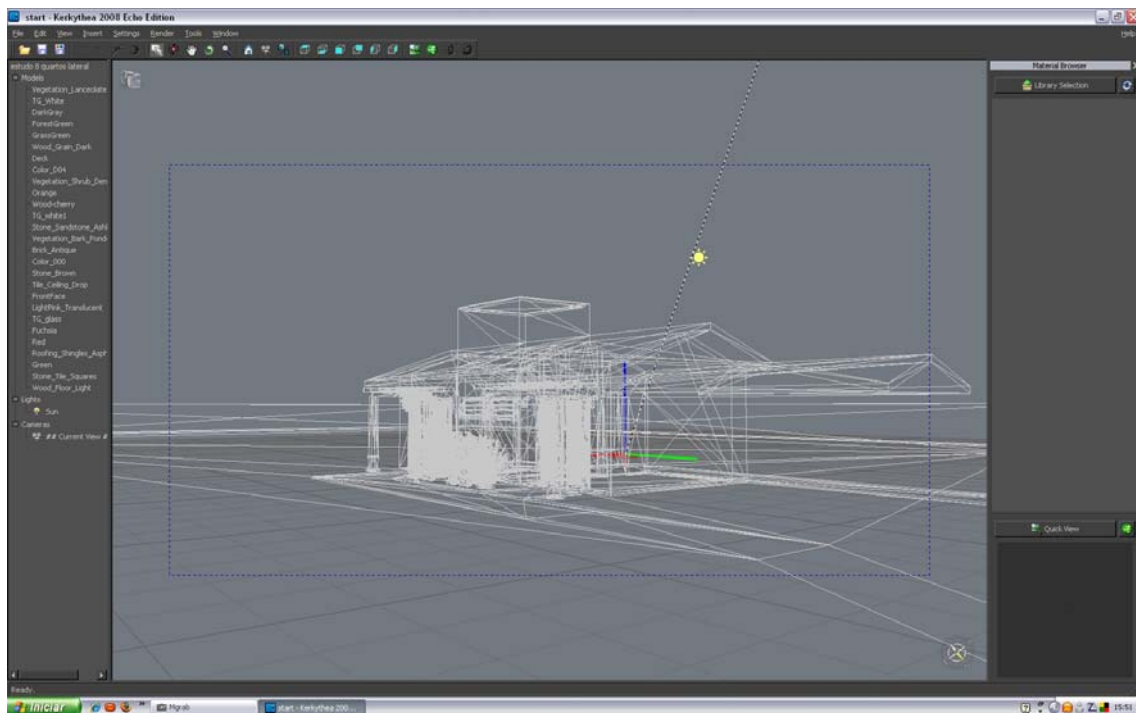 start - Kerkythea 2008 Echo Edition
File Edit View Insert Settings Render Tools Window Help
estudo 8 quartos lateral
Models
Vegetation_Lanceolate
TG_White
DarkGray
ForestGreen
GrassGreen
Wood_Grain_Dark
Deck
Color_D04
Vegetation_Shrub_Den
Orange
Wood-cherry
TG_white1
Stone_Sandstone_Ashl
Vegetation_Bark_Pond
Brick_Antique
Color_000
Stone_Brown
Tile_Ceiling_Drop
FrontFace
LightPink_Translucent
TG_glass
Fuchsia
Red
Roofing_Shingles_Asph
Green
Stone_Tile_Squares
Wood_Floor_Light
Lights
Sun
Cameras
## Current View #
Material Browser
Library Selection
Quick View
Ready.
Iniciar
Mgrab
start - Kerkythea 200...
15:51